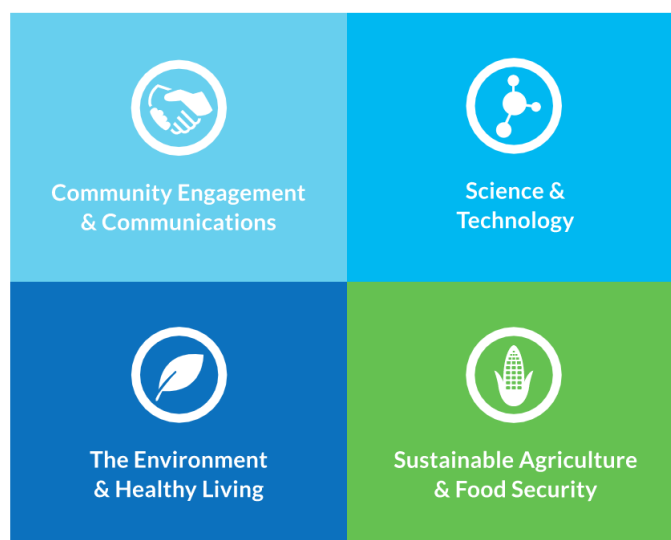 Community Engagement
& Communications
Science &
Technology
The Environment
& Healthy Living
Sustainable Agriculture
& Food Security